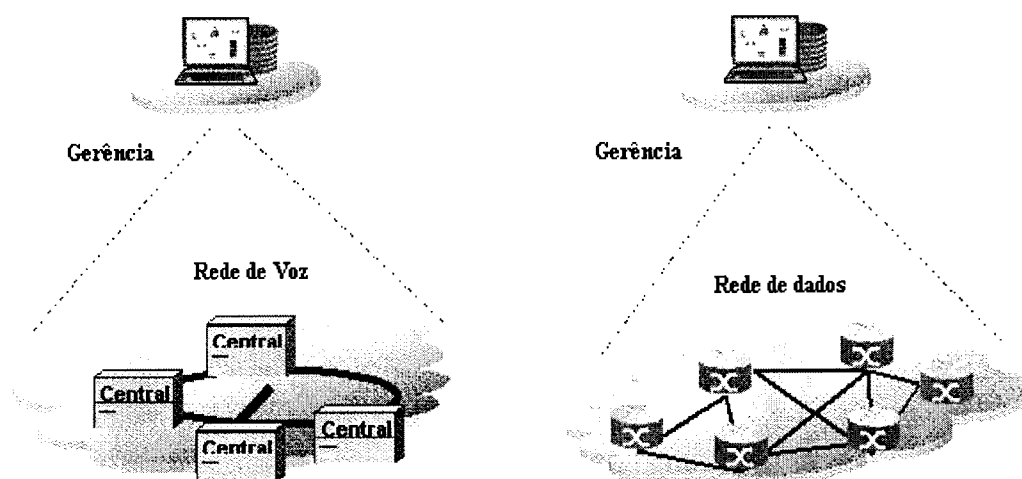 Gerência
Rede de Voz
Central
Central
Central
Central
Gerência
Rede de dados